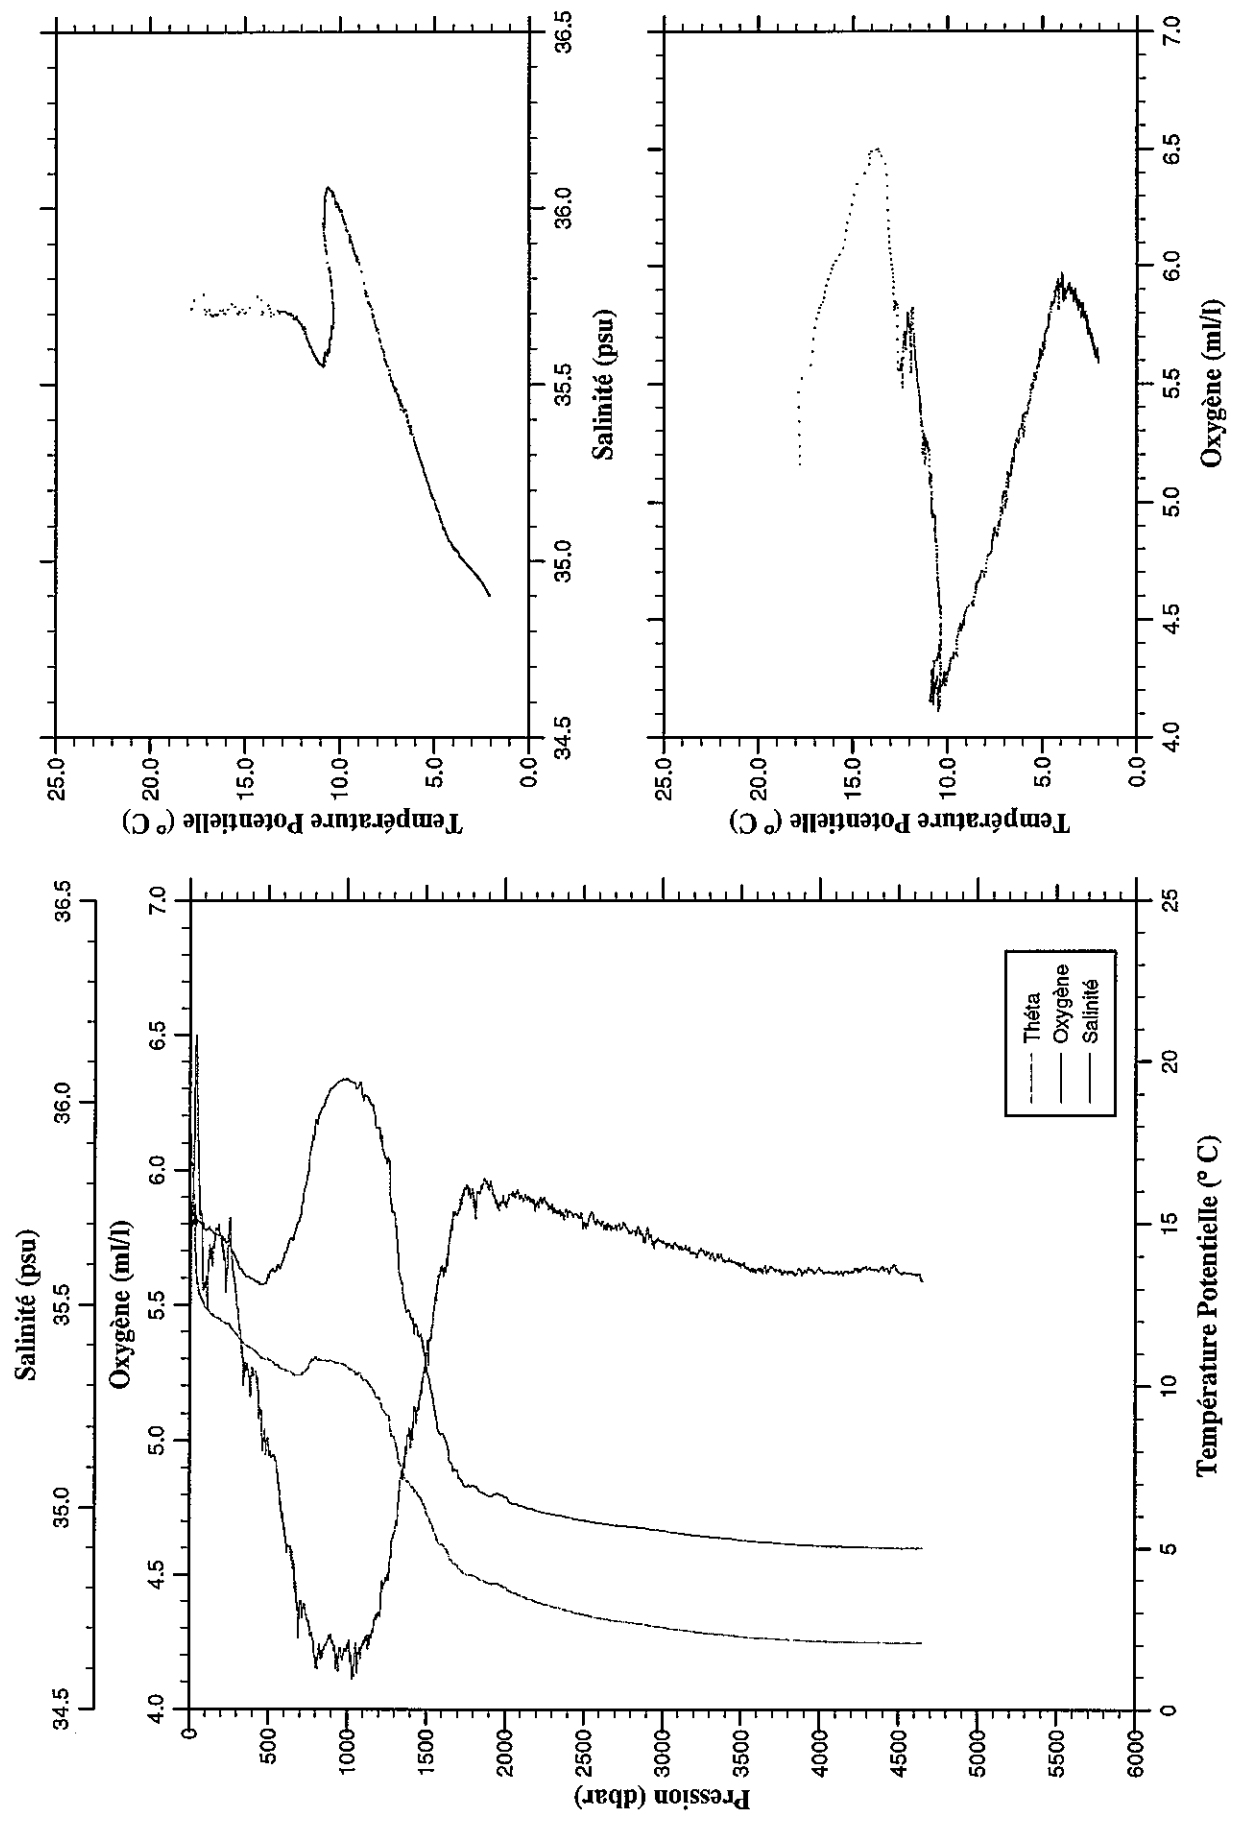 Salinité (psu)
34.5 35.0 35.5 36.0 36.5
Oxygène (ml/l)
4.0 4.5 5.0 5.5 6.0 6.5 7.0
Pression (dbar)
0
500
1000
1500
2000
2500
3000
3500
4000
4500
5000
5500
6000
Théta
Oxygène
Salinité
0 5 10 15 20 25
Température Potentielle (° C)
Température Potentielle (° C)
25.0
20.0
15.0
10.0
5.0
0.0
34.5 35.0 35.5 36.0 36.5
Salinité (psu)
Température Potentielle (° C)
25.0
20.0
15.0
10.0
5.0
0.0
4.0 4.5 5.0 5.5 6.0 6.5 7.0
Oxygène (ml/l)